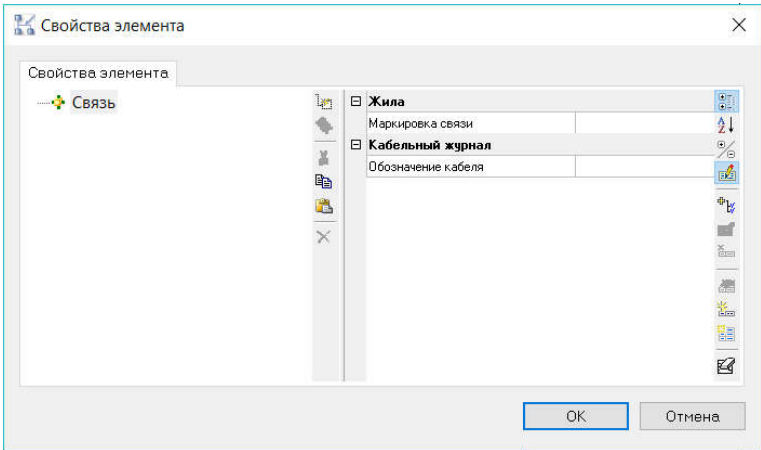 Свойства элемента
Свойства элемента
Связь
Жила
Маркировка связи
Кабельный журнал
Обозначение кабеля
OK
Отмена